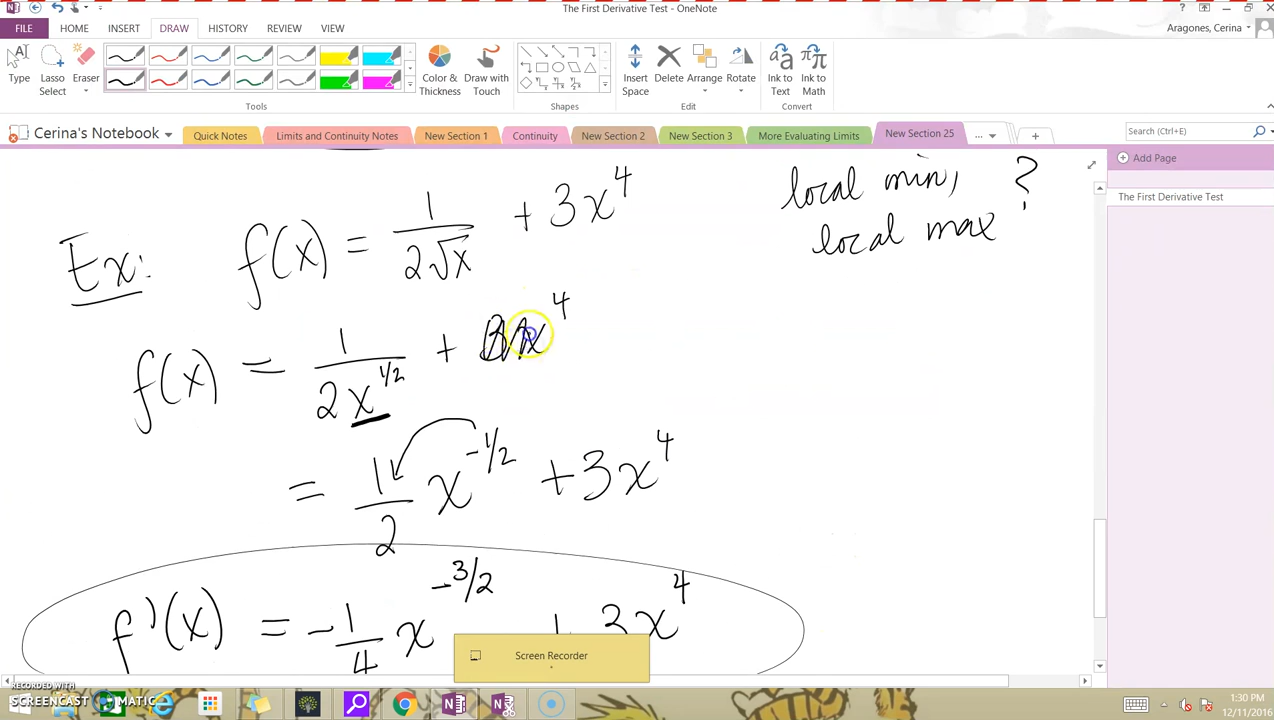 The First Derivative Test - OneNote
FILE HOME INSERT DRAW HISTORY REVIEW VIEW
Aragones, Cerina
Type Lasso Select Eraser Color & Thickness Draw with Touch Insert Space Delete Arrange Rotate Ink to Text Ink to Math
Tools Shapes Edit Convert
Cerina's Notebook Quick Notes Limits and Continuity Notes New Section 1 Continuity New Section 2 New Section 3 More Evaluating Limits New Section 25 ... Search (Ctrl+E)
Add Page
The First Derivative Test
local min, ?
local max
Ex: f(x) = 1/(2√x) + 3x^4
f(x) = 1/(2x^1/2) + x^4
= 1/2 x^-1/2 + 3x^4
f'(x) = -1/4 x^-3/2 + 3x^4
Screen Recorder
RECORDED WITH
SCREENCAST MATIC
1:30 PM
12/11/2016